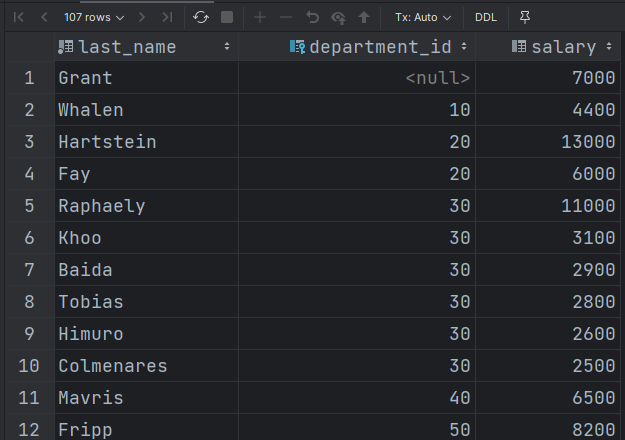 107 rows Tx: Auto DDL
last_name department_id salary
1 Grant <null> 7000
2 Whalen 10 4400
3 Hartstein 20 13000
4 Fay 20 6000
5 Raphaely 30 11000
6 Khoo 30 3100
7 Baida 30 2900
8 Tobias 30 2800
9 Himuro 30 2600
10 Colmenares 30 2500
11 Mavris 40 6500
12 Fripp 50 8200